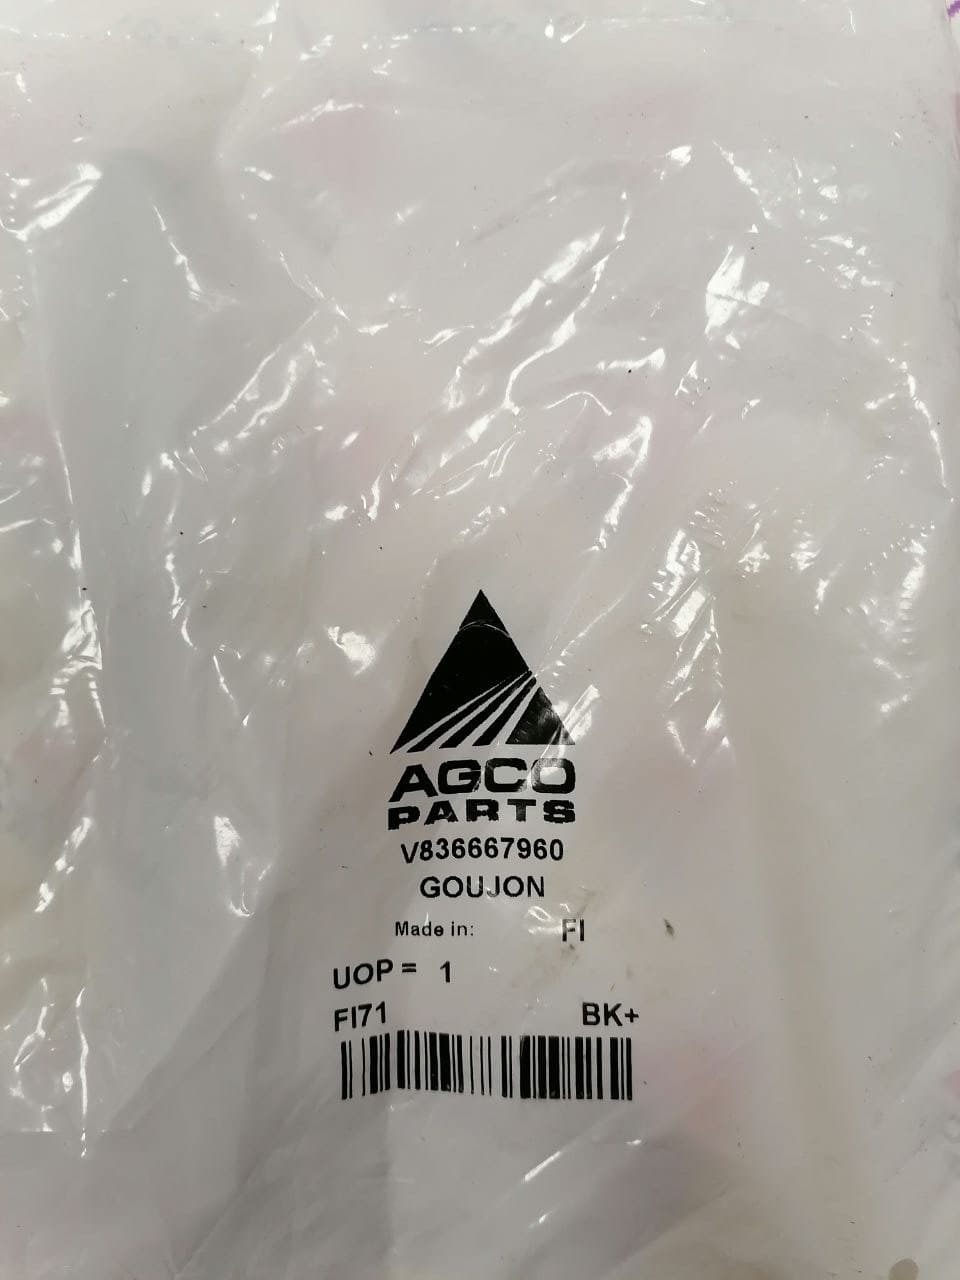 AGCO
PARTS
V836667960
GOUJON
Made in: FI
UOP = 1
FI71 BK+